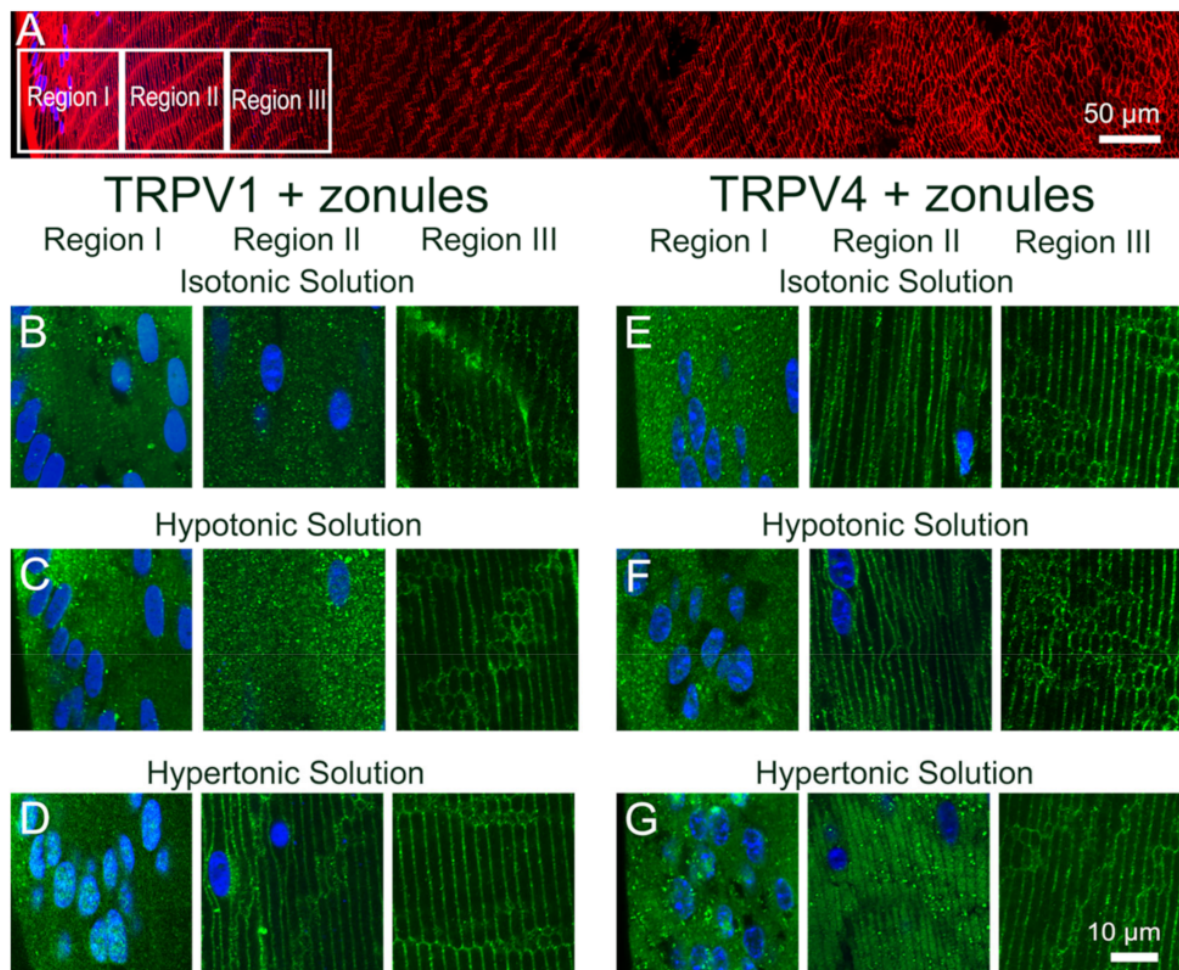 A
Region I Region II Region III
50 µm
TRPV1 + zonules
Region I Region II Region III
Isotonic Solution
B
Hypotonic Solution
C
Hypertonic Solution
D
TRPV4 + zonules
Region I Region II Region III
Isotonic Solution
E
Hypotonic Solution
F
Hypertonic Solution
G
10 µm